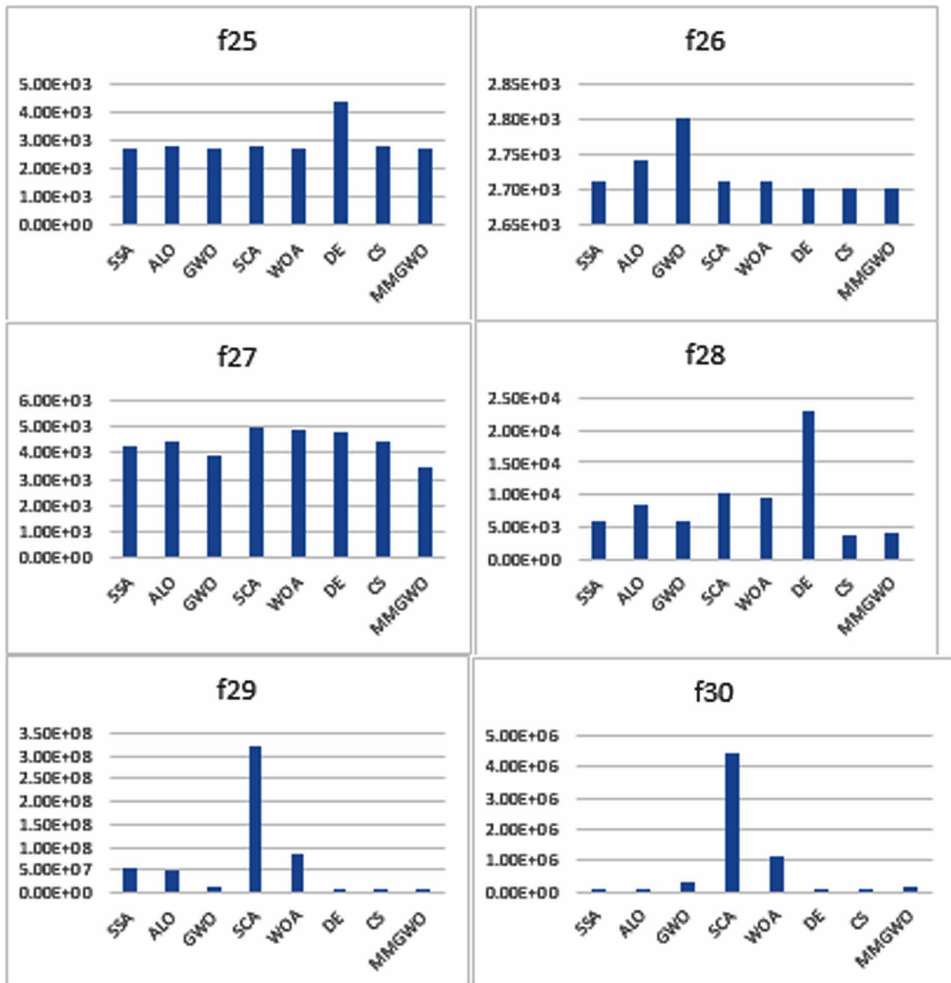 f25
5.00E+03
4.00E+03
3.00E+03
2.00E+03
1.00E+03
0.00E+00
SSA ALO GWO SCA WOA DE CS MMGWO
f26
2.85E+03
2.80E+03
2.75E+03
2.70E+03
2.65E+03
SSA ALO GWO SCA WOA DE CS MMGWO
f27
6.00E+03
5.00E+03
4.00E+03
3.00E+03
2.00E+03
1.00E+03
0.00E+00
SSA ALO GWO SCA WOA DE CS MMGWO
f28
2.50E+04
2.00E+04
1.50E+04
1.00E+04
5.00E+03
0.00E+00
SSA ALO GWO SCA WOA DE CS MMGWO
f29
3.50E+08
3.00E+08
2.50E+08
2.00E+08
1.50E+08
1.00E+08
5.00E+07
0.00E+00
SSA ALO GWO SCA WOA DE CS MMGWO
f30
5.00E+06
4.00E+06
3.00E+06
2.00E+06
1.00E+06
0.00E+00
SSA ALO GWO SCA WOA DE CS MMGWO